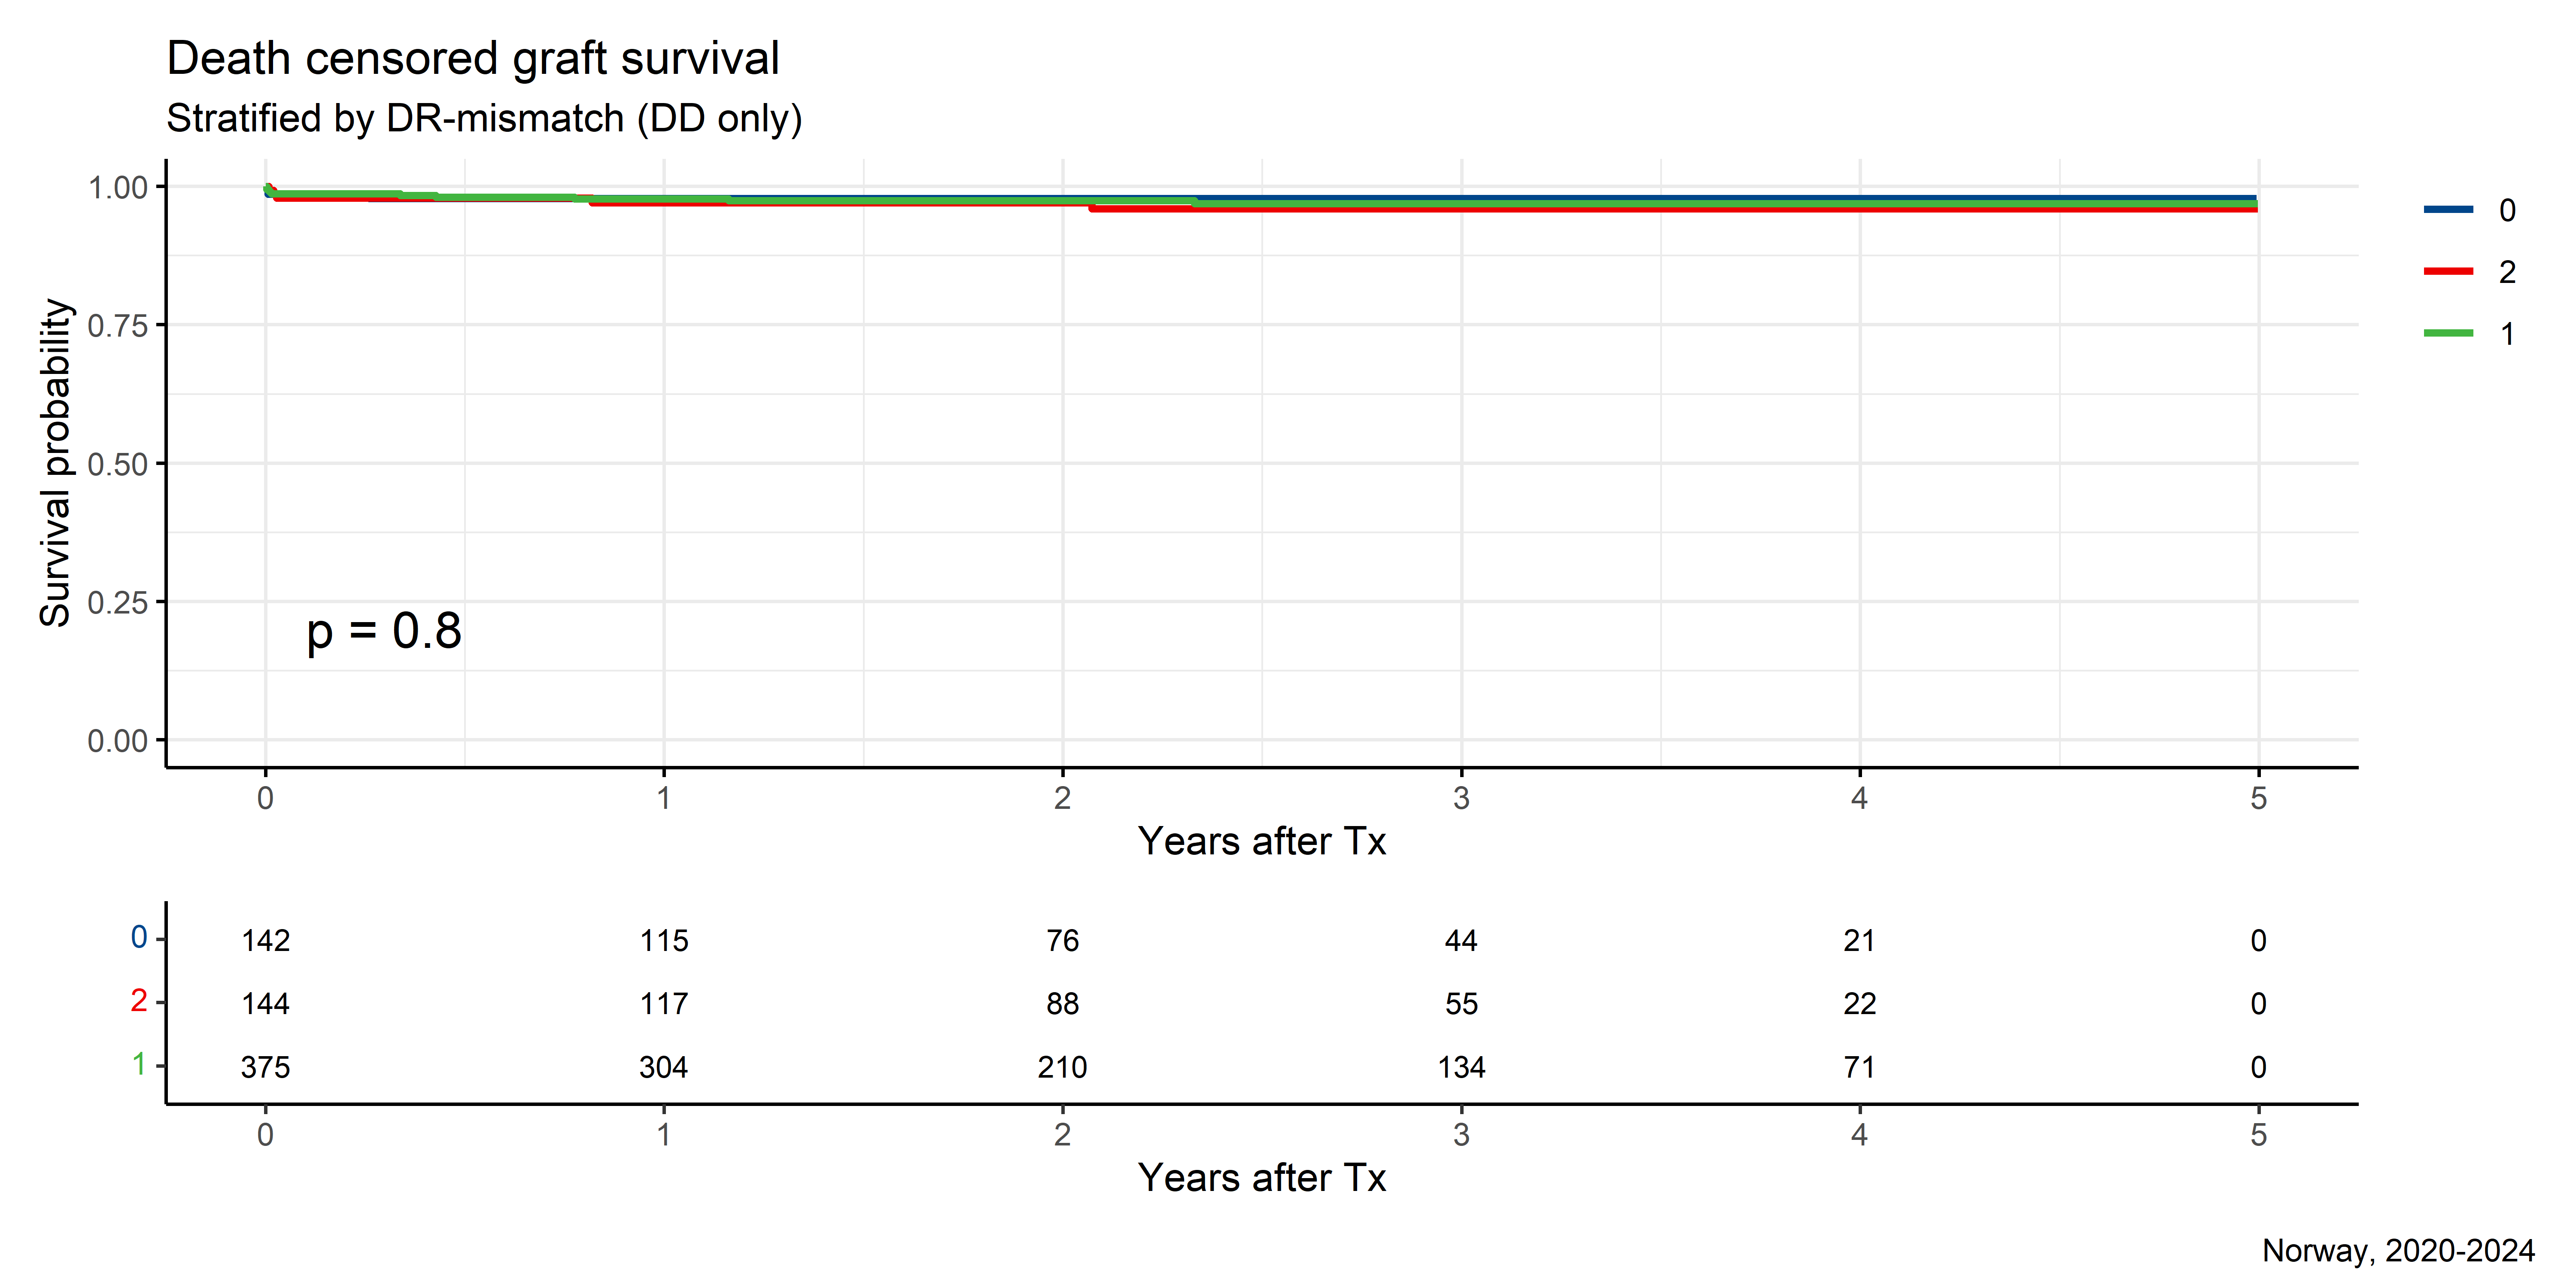 Death censored graft survival
Stratified by DR-mismatch (DD only)
1.00
0.75
0.50
0.25
0.00
Survival probability
p = 0.8
0
2
1
0 1 2 3 4 5
Years after Tx
0 142 115 76 44 21 0
2 144 117 88 55 22 0
1 375 304 210 134 71 0
0 1 2 3 4 5
Years after Tx
Norway, 2020-2024